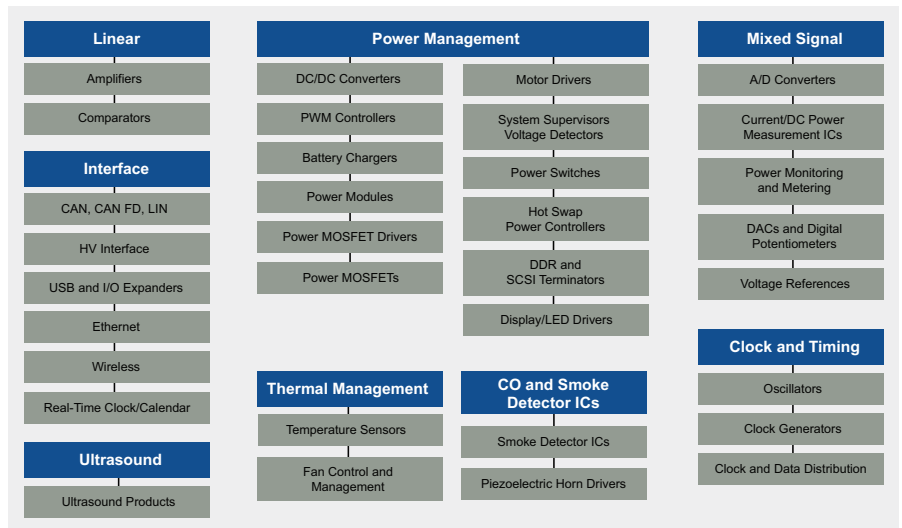 Linear
Amplifiers
Comparators
Interface
CAN, CAN FD, LIN
HV Interface
USB and I/O Expanders
Ethernet
Wireless
Real-Time Clock/Calendar
Ultrasound
Ultrasound Products
Power Management
DC/DC Converters
PWM Controllers
Battery Chargers
Power Modules
Power MOSFET Drivers
Power MOSFETs
Motor Drivers
System Supervisors
Voltage Detectors
Power Switches
Hot Swap
Power Controllers
DDR and
SCSI Terminators
Display/LED Drivers
Thermal Management
Temperature Sensors
Fan Control and
Management
CO and Smoke
Detector ICs
Smoke Detector ICs
Piezoelectric Horn Drivers
Mixed Signal
A/D Converters
Current/DC Power
Measurement ICs
Power Monitoring
and Metering
DACs and Digital
Potentiometers
Voltage References
Clock and Timing
Oscillators
Clock Generators
Clock and Data Distribution